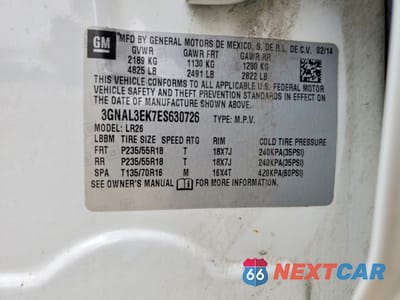 GM MFD BY GENERAL MOTORS DE MEXICO, S. DE R.L. DE C.V. 02/14
GVWR GAWR FRT GAWR RR
2189 KG 1130 KG 1280 KG
4825 LB 2491 LB 2822 LB
THIS VEHICLE CONFORMS TO ALL APPLICABLE U.S. FEDERAL MOTOR
VEHICLE SAFETY, AND THEFT PREVENTION STANDARDS IN EFFECT
ON THE DATE OF MANUFACTURE SHOWN ABOVE.
3GNAL3EK7ES630726 TYPE: M.P.V.
MODEL: LR26
LBBM TIRE SIZE SPEED RTG RIM COLD TIRE PRESSURE
FRT P235/55R18 T 18X7J 240KPA(35PSI)
RR P235/55R18 T 18X7J 240KPA(35PSI)
SPA T135/70R16 M 16X4T 420KPA(60PSI)
SEE OWNER'S MANUAL FOR MORE INFORMATION.
66 NEXTCAR